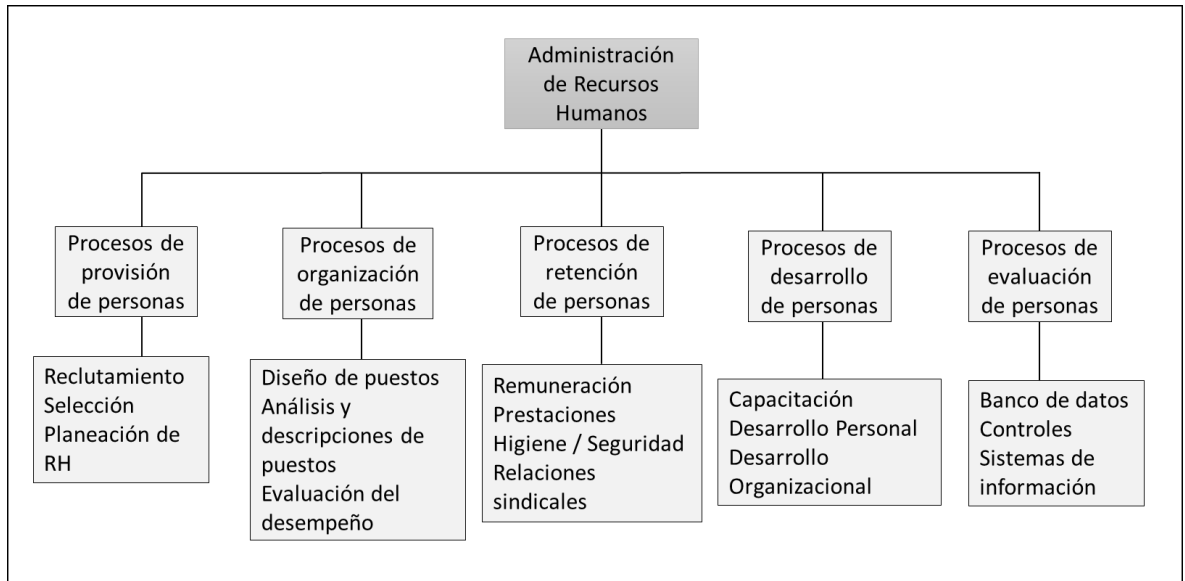 Administración
de Recursos
Humanos
Procesos de
provisión
de personas
Procesos de
organización
de personas
Procesos de
retención
de personas
Procesos de
desarrollo
de personas
Procesos de
evaluación
de personas
Reclutamiento
Selección
Planeación de
RH
Diseño de puestos
Análisis y
descripciones de
puestos
Evaluación del
desempeño
Remuneración
Prestaciones
Higiene / Seguridad
Relaciones
sindicales
Capacitación
Desarrollo Personal
Desarrollo
Organizacional
Banco de datos
Controles
Sistemas de
información